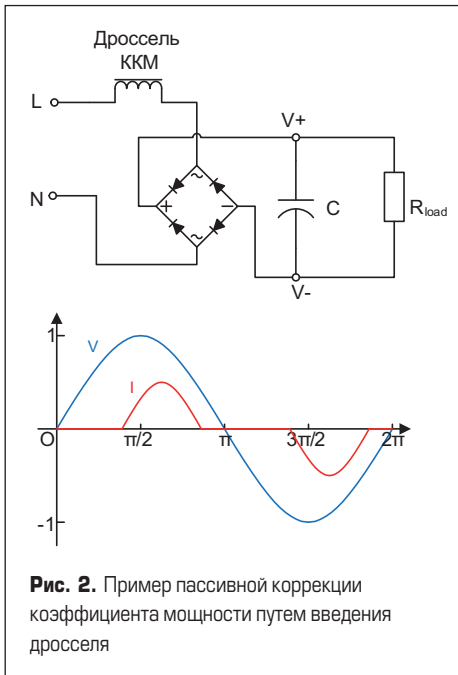 Дроссель
ККМ
L
N
V+
~
+
−
~
C
Rload
V-
1
V
I
O
π/2
π
3π/2
2π
-1
Рис. 2. Пример пассивной коррекции
коэффициента мощности путем введения
дросселя